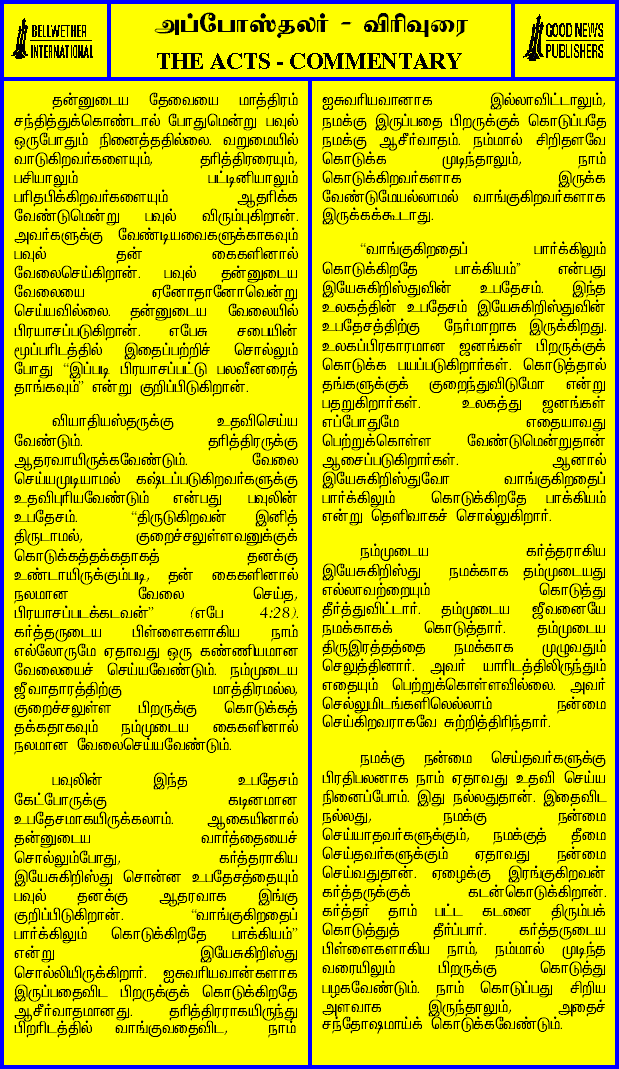 BELLWETHER
INTERNATIONAL
அப்போஸ்தலர் - விரிவுரை
THE ACTS - COMMENTARY
GOOD NEWS
PUBLISHERS
தன்னுடைய தேவையை மாத்திரம்
சந்தித்துக்கொண்டால் போதுமென்று பவுல்
ஒருபோதும் நினைத்ததில்லை. வறுமையில்
வாடுகிறவர்களையும், தரித்திரரையும்,
பசியாலும் பட்டினியாலும்
பரிதபிக்கிறவர்களையும் ஆதரிக்க
வேண்டுமென்று பவுல் விரும்புகிறான்.
அவர்களுக்கு வேண்டியவைகளுக்காகவும்
பவுல் தன் கைகளினால்
வேலைசெய்கிறான். பவுல் தன்னுடைய
வேலையை ஏனோதானோவென்று
செய்யவில்லை. தன்னுடைய வேலையில்
பிரயாசப்படுகிறான். எபேசு சபையின்
மூப்பரிடத்தில் இதைப்பற்றிச் சொல்லும்
போது “இப்படி பிரயாசப்பட்டு பலவீனரைத்
தாங்கவும்” என்று குறிப்பிடுகிறான்.
வியாதியஸ்தருக்கு உதவிசெய்ய
வேண்டும். தரித்திரருக்கு
ஆதரவாயிருக்கவேண்டும். வேலை
செய்யமுடியாமல் கஷ்டப்படுகிறவர்களுக்கு
உதவிபுரியவேண்டும் என்பது பவுலின்
உபதேசம். “திருடுகிறவன் இனித்
திருடாமல், குறைச்சலுள்ளவனுக்குக்
கொடுக்கத்தக்கதாகத் தனக்கு
உண்டாயிருக்கும்படி, தன் கைகளினால்
நலமான வேலை செய்த,
பிரயாசப்படக்கடவன்” (எபே 4:28).
கர்த்தருடைய பிள்ளைகளாகிய நாம்
எல்லோருமே ஏதாவது ஒரு கண்ணியமான
வேலையைச் செய்யவேண்டும். நம்முடைய
ஜீவாதாரத்திற்கு மாத்திரமல்ல,
குறைச்சலுள்ள பிறருக்கு கொடுக்கத்
தக்கதாகவும் நம்முடைய கைகளினால்
நலமான வேலைசெய்யவேண்டும்.
பவுலின் இந்த உபதேசம்
கேட்போருக்கு கடினமான
உபதேசமாகயிருக்கலாம். ஆகையினால்
தன்னுடைய வார்த்தையைச்
சொல்லும்போது, கர்த்தராகிய
இயேசுகிறிஸ்து சொன்ன உபதேசத்தையும்
பவுல் தனக்கு ஆதரவாக இங்கு
குறிப்பிடுகிறான். “வாங்குகிறதைப்
பார்க்கிலும் கொடுக்கிறதே பாக்கியம்”
என்று இயேசுகிறிஸ்து
சொல்லியிருக்கிறார். ஐசுவரியவான்களாக
இருப்பதைவிட பிறருக்குக் கொடுக்கிறதே
ஆசீர்வாதமானது. தரித்திரராகயிருந்து
பிறரிடத்தில் வாங்குவதைவிட, நாம்
ஐசுவரியவானாக இல்லாவிட்டாலும்,
நமக்கு இருப்பதை பிறருக்குக் கொடுப்பதே
நமக்கு ஆசீர்வாதம். நம்மால் சிறிதளவே
கொடுக்க முடிந்தாலும், நாம்
கொடுக்கிறவர்களாக இருக்க
வேண்டுமேயல்லாமல் வாங்குகிறவர்களாக
இருக்கக்கூடாது.
“வாங்குகிறதைப் பார்க்கிலும்
கொடுக்கிறதே பாக்கியம்” என்பது
இயேசுகிறிஸ்துவின் உபதேசம். இந்த
உலகத்தின் உபதேசம் இயேசுகிறிஸ்துவின்
உபதேசத்திற்கு நேர்மாறாக இருக்கிறது.
உலகப்பிரகாரமான ஜனங்கள் பிறருக்குக்
கொடுக்க பயப்படுகிறார்கள். கொடுத்தால்
தங்களுக்குக் குறைந்துவிடுமோ என்று
பதறுகிறார்கள். உலகத்து ஜனங்கள்
எப்போதுமே எதையாவது
பெற்றுக்கொள்ள வேண்டுமென்றுதான்
ஆசைப்படுகிறார்கள். ஆனால்
இயேசுகிறிஸ்துவோ வாங்குகிறதைப்
பார்க்கிலும் கொடுக்கிறதே பாக்கியம்
என்று தெளிவாகச் சொல்லுகிறார்.
நம்முடைய கர்த்தராகிய
இயேசுகிறிஸ்து நமக்காக தம்முடையது
எல்லாவற்றையும் கொடுத்து
தீர்த்துவிட்டார். தம்முடைய ஜீவனையே
நமக்காகக் கொடுத்தார். தம்முடைய
திருஇரத்தத்தை நமக்காக முழுவதும்
செலுத்தினார். அவர் யாரிடத்திலிருந்தும்
எதையும் பெற்றுக்கொள்ளவில்லை. அவர்
செல்லுமிடங்களிலெல்லாம் நன்மை
செய்கிறவராகவே சுற்றித்திரிந்தார்.
நமக்கு நன்மை செய்தவர்களுக்கு
பிரதிபலனாக நாம் ஏதாவது உதவி செய்ய
நினைப்போம். இது நல்லதுதான். இதைவிட
நல்லது, நமக்கு நன்மை
செய்யாதவர்களுக்கும், நமக்குத் தீமை
செய்தவர்களுக்கும் ஏதாவது நன்மை
செய்வதுதான். ஏழைக்கு இரங்குகிறவன்
கர்த்தருக்குக் கடன்கொடுக்கிறான்.
கர்த்தர் தாம் பட்ட கடனை திரும்பக்
கொடுத்துத் தீர்ப்பார். கர்த்தருடைய
பிள்ளைகளாகிய நாம், நம்மால் முடிந்த
வரையிலும் பிறருக்கு கொடுத்து
பழகவேண்டும். நாம் கொடுப்பது சிறிய
அளவாக இருந்தாலும், அதைச்
சந்தோஷமாய்க் கொடுக்கவேண்டும்.